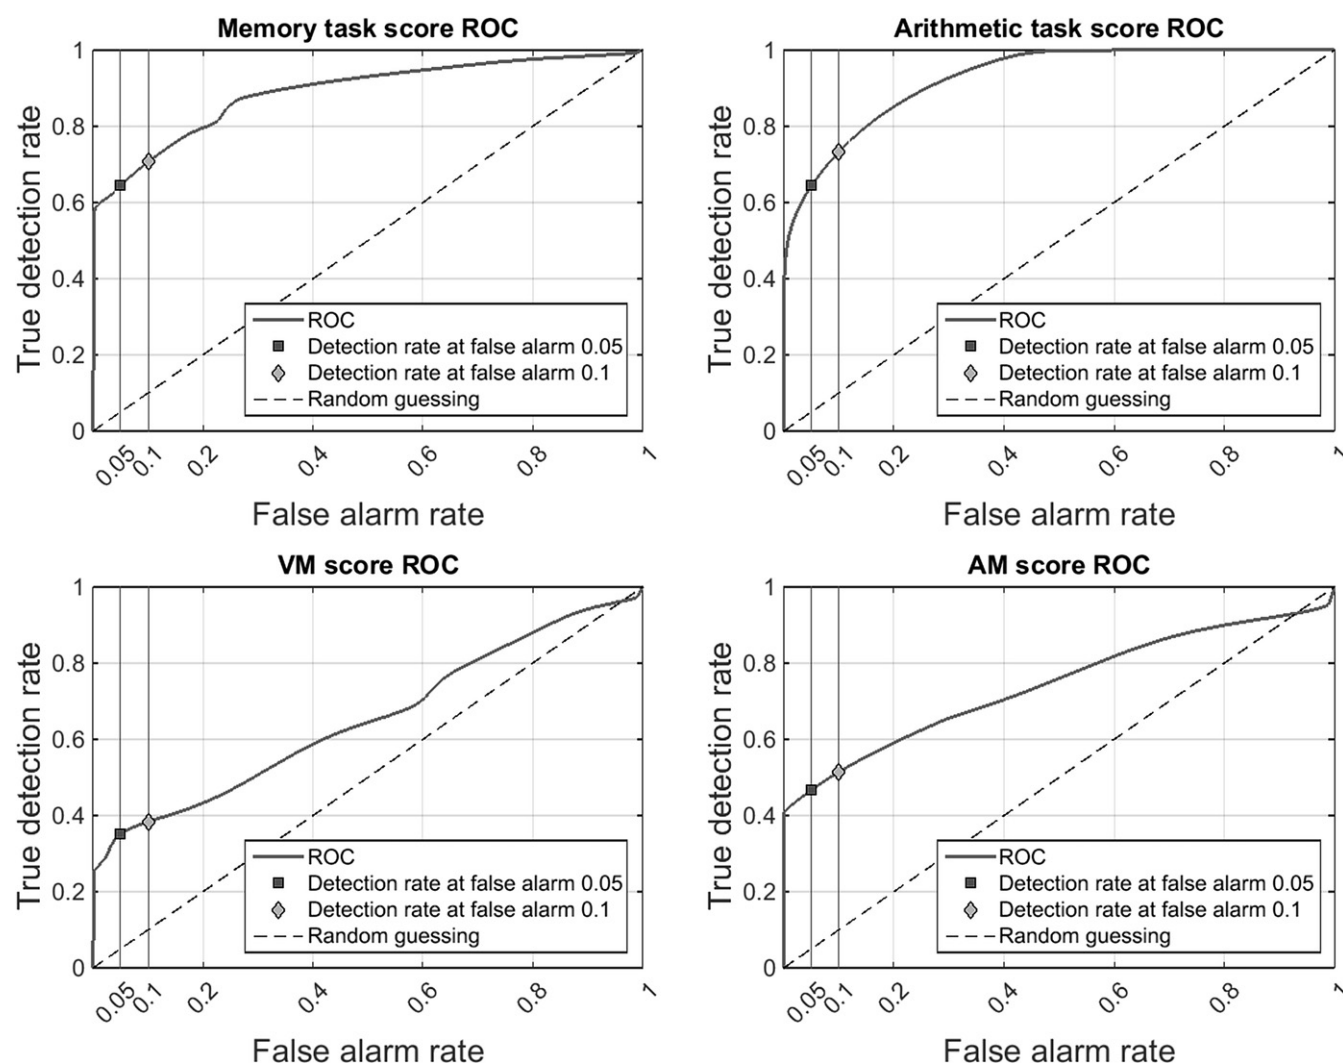 Memory task score ROC
True detection rate
1
0.8
0.6
0.4
0.2
0
ROC
Detection rate at false alarm 0.05
Detection rate at false alarm 0.1
Random guessing
0.05
0.1
0.2
0.4
0.6
0.8
1
False alarm rate
Arithmetic task score ROC
True detection rate
1
0.8
0.6
0.4
0.2
0
ROC
Detection rate at false alarm 0.05
Detection rate at false alarm 0.1
Random guessing
0.05
0.1
0.2
0.4
0.6
0.8
1
False alarm rate
VM score ROC
True detection rate
1
0.8
0.6
0.4
0.2
0
ROC
Detection rate at false alarm 0.05
Detection rate at false alarm 0.1
Random guessing
0.05
0.1
0.2
0.4
0.6
0.8
1
False alarm rate
AM score ROC
True detection rate
1
0.8
0.6
0.4
0.2
0
ROC
Detection rate at false alarm 0.05
Detection rate at false alarm 0.1
Random guessing
0.05
0.1
0.2
0.4
0.6
0.8
1
False alarm rate